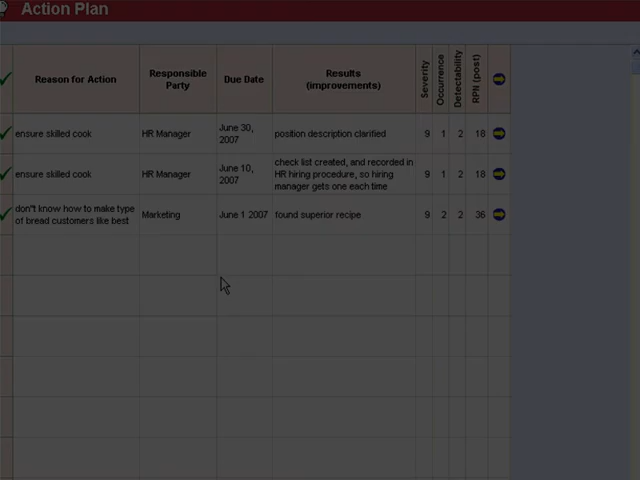 Action Plan
Reason for Action
Responsible
Party
Due Date
Results
(improvements)
Severity
Occurrence
Detectability
RPN (post)
ensure skilled cook
HR Manager
June 30,
2007
position description clarified
9 1 2 18
ensure skilled cook
HR Manager
June 10,
2007
check list created, and recorded in
HR hiring procedure, so hiring
manager gets one each time
9 1 2 18
don"t know how to make type
of bread customers like best
Marketing
June 1 2007
found superior recipe
9 2 2 36